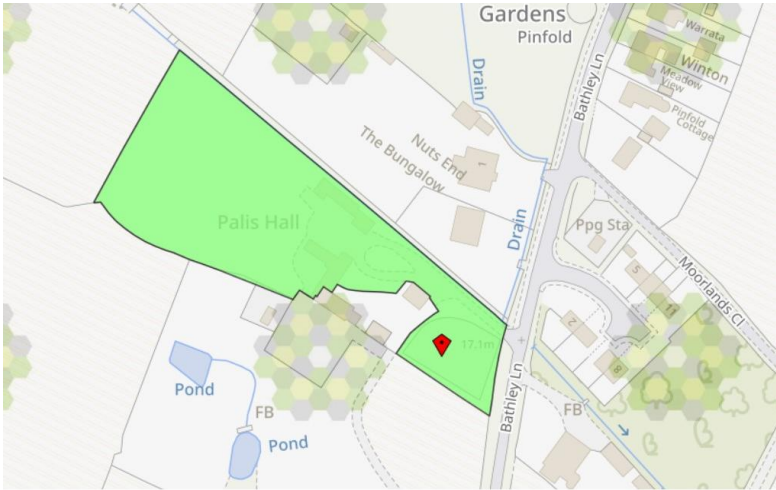 Gardens
Pinfold
Warrata
Winton
Meadow
View
Pinfold
Cottage
Bathley Ln
Drain
Nuts End
The Bungalow
1
Palis Hall
Drain
Ppg Sta
Moorlands Cl
5
11
2
8
17.1m
Pond
FB
Pond
Bathley Ln
FB